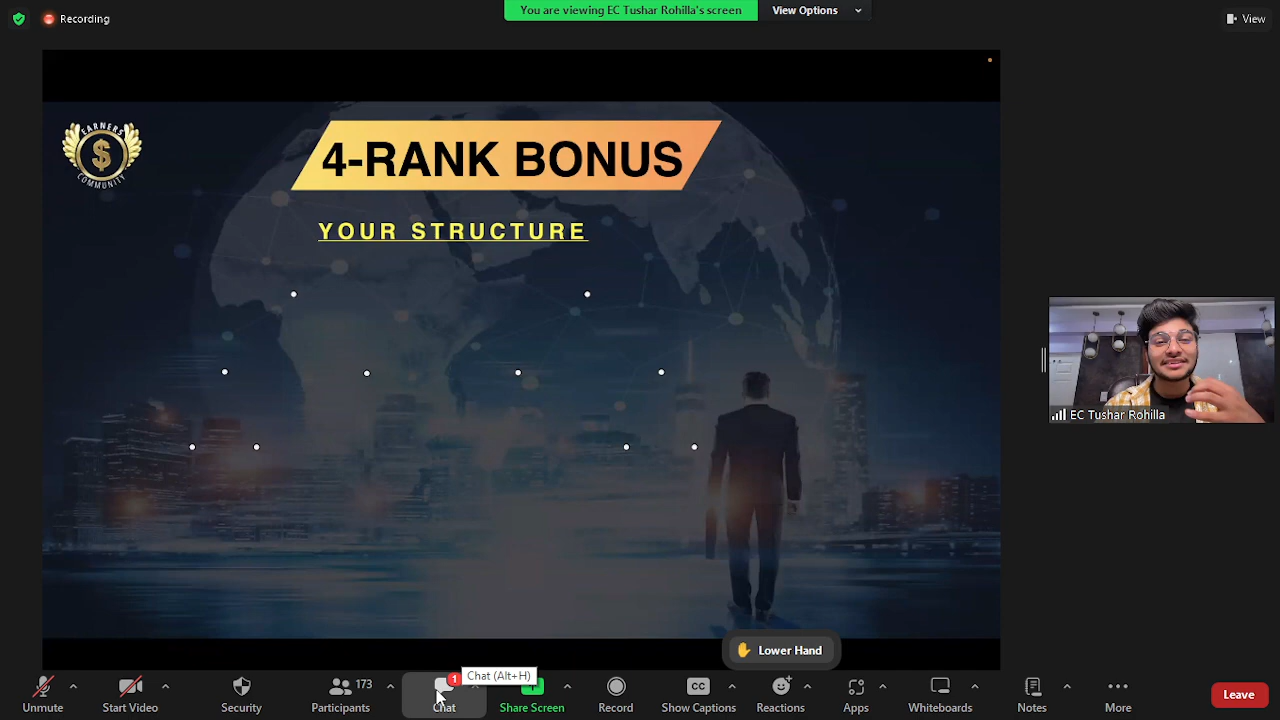 Recording
You are viewing EC Tushar Rohilla's screen
View Options
View
EARNERS
$
COMMUNITY
4-RANK BONUS
YOUR STRUCTURE
EC Tushar Rohilla
Lower Hand
1
Chat (Alt+H)
173
CC
Unmute
Start Video
Security
Participants
Chat
Share Screen
Record
Show Captions
Reactions
Apps
Whiteboards
Notes
More
Leave